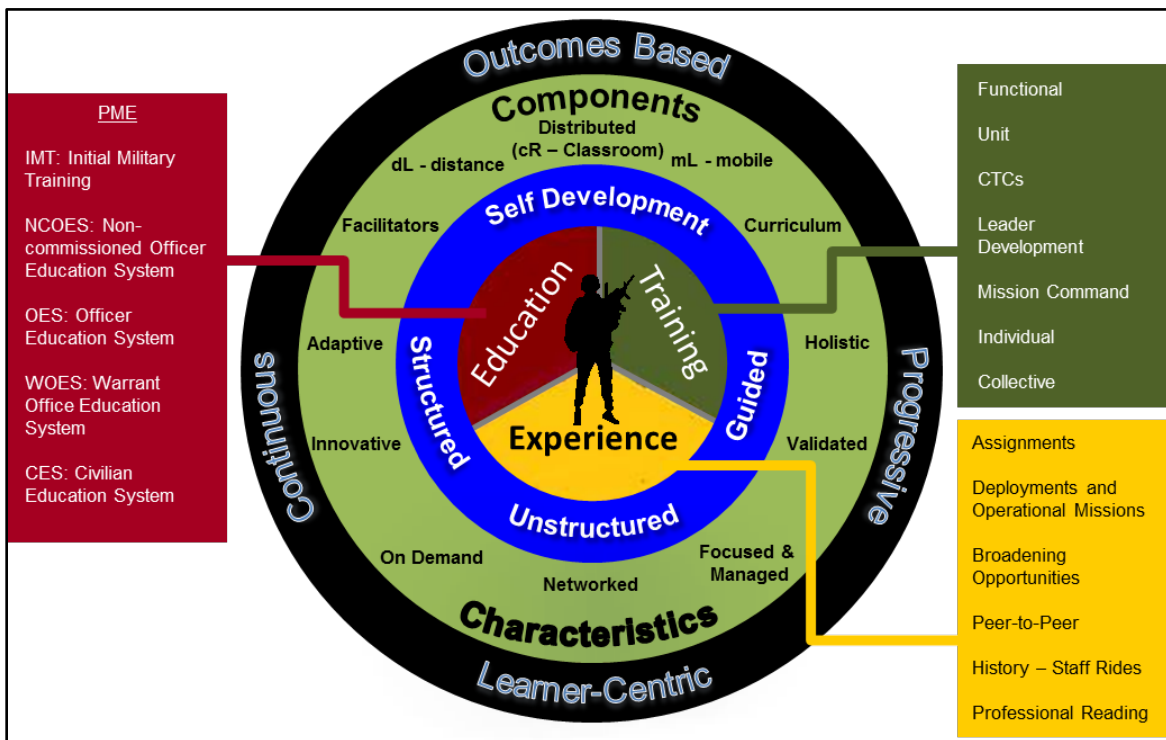 Outcomes Based
Components
Distributed
(cR – Classroom)
dL - distance
mL - mobile
Facilitators
Curriculum
Adaptive
Holistic
Innovative
Validated
On Demand
Networked
Focused &
Managed
Characteristics
Continuous
Progressive
Learner-Centric
Self Development
Structured
Guided
Unstructured
Education
Training
Experience
PME
IMT: Initial Military
Training
NCOES: Non-
commissioned Officer
Education System
OES: Officer
Education System
WOES: Warrant
Office Education
System
CES: Civilian
Education System
Functional
Unit
CTCs
Leader
Development
Mission Command
Individual
Collective
Assignments
Deployments and
Operational Missions
Broadening
Opportunities
Peer-to-Peer
History – Staff Rides
Professional Reading